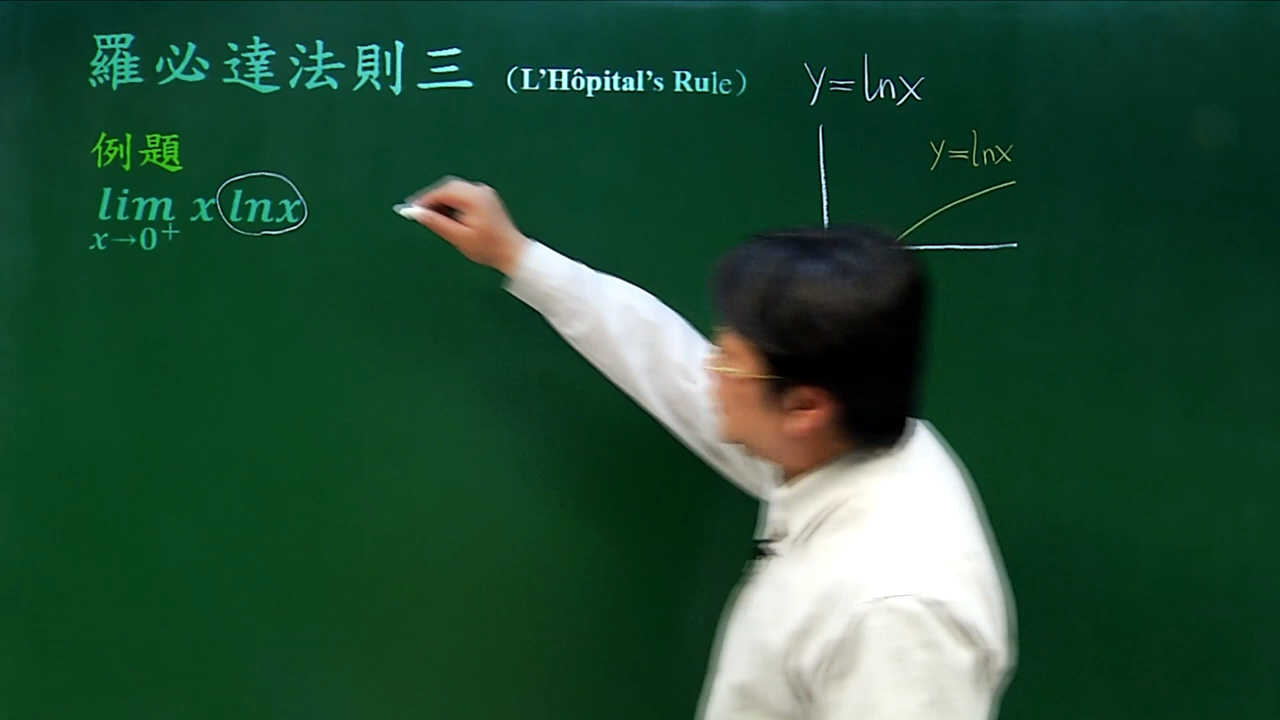 羅必達法則三 (L'Hôpital's Rule)
例題
lim x lnx
x→0⁺
y=lnx
y=lnx